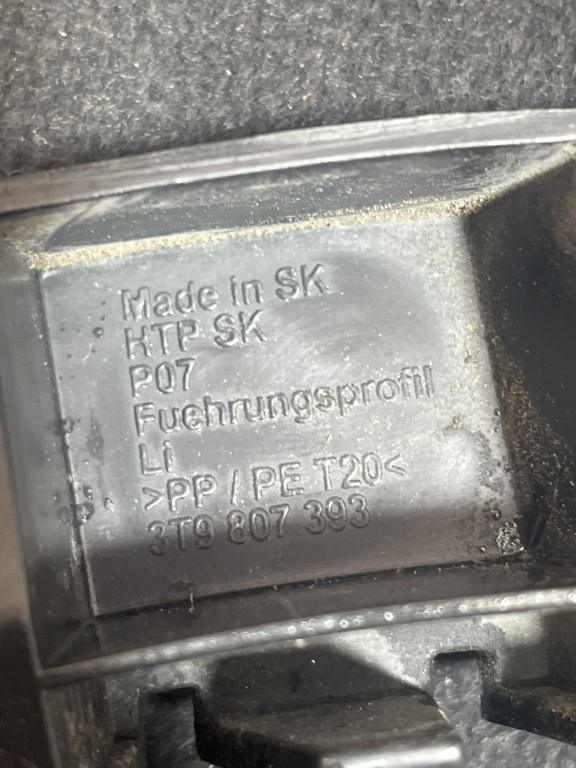 Made in SK
HTP SK
P07
Fuehrungsprofil
Li
>PP / PE T20<
3T9 807 393